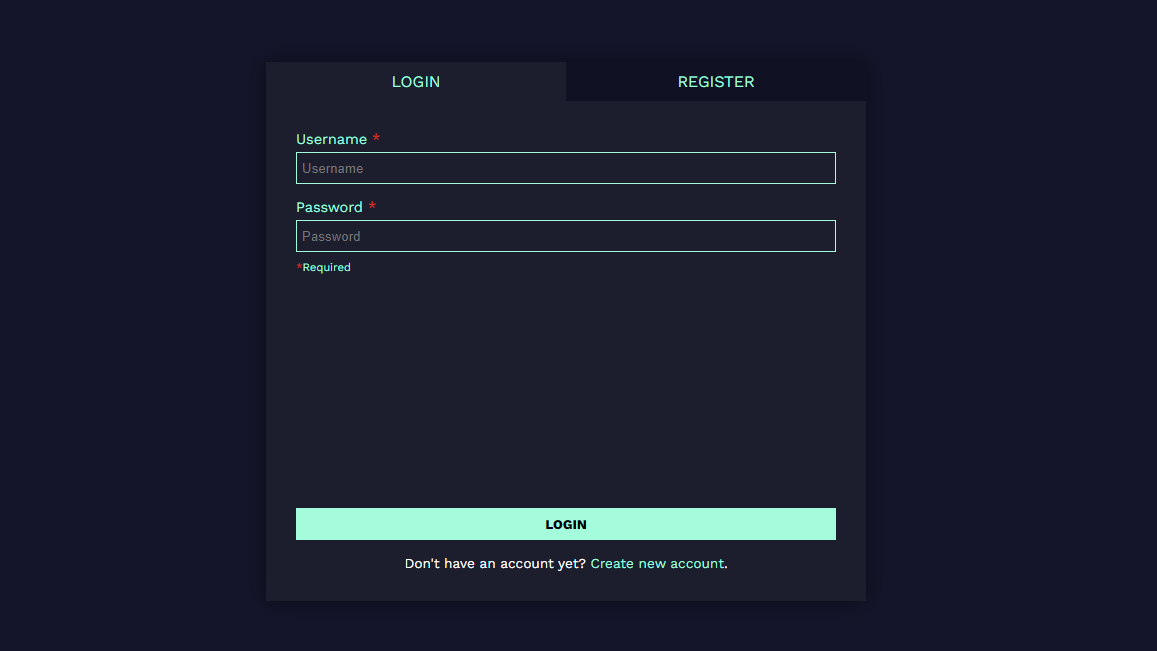 LOGIN REGISTER
Username *
Username
Password *
Password
*Required
LOGIN
Don't have an account yet? Create new account.